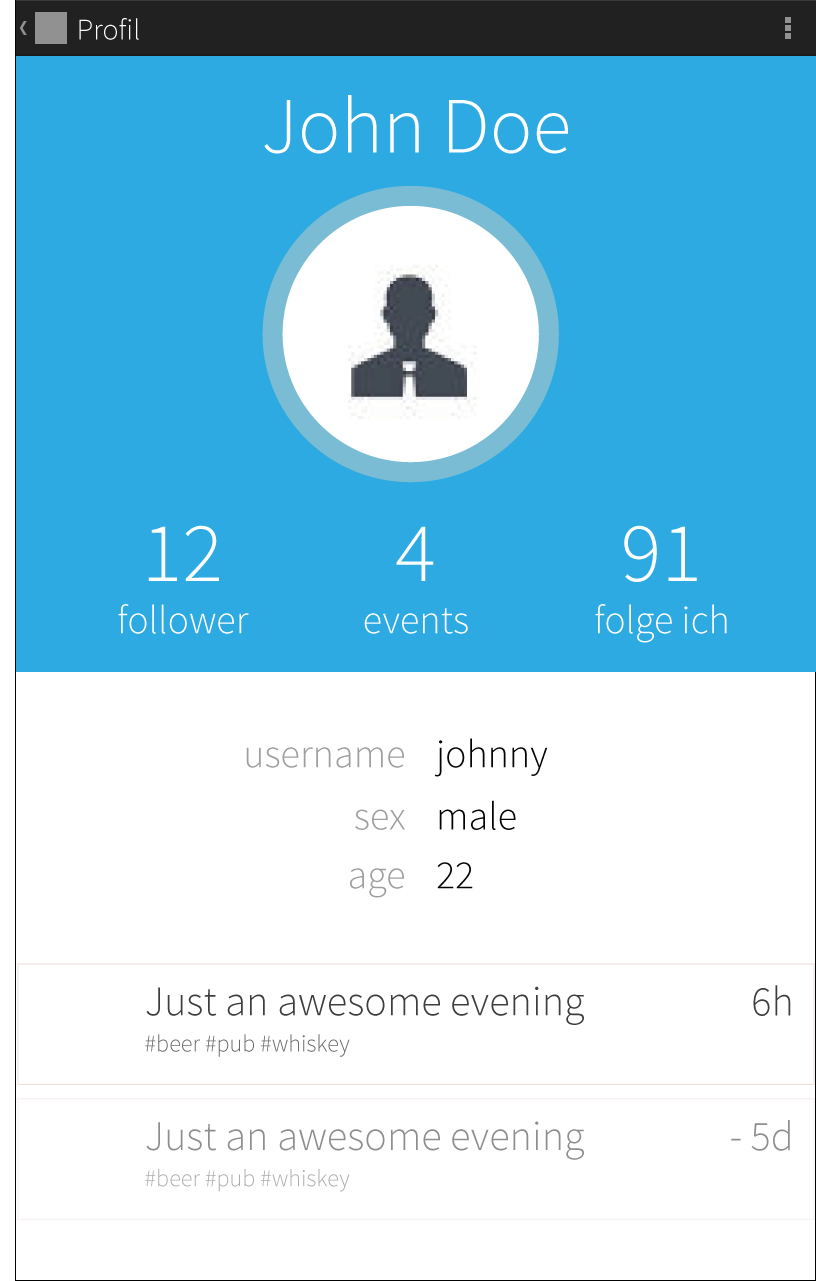 Profil
John Doe
12 4 91
follower events folge ich
username johnny
sex male
age 22
Just an awesome evening 6h
#beer #pub #whiskey
Just an awesome evening - 5d
#beer #pub #whiskey